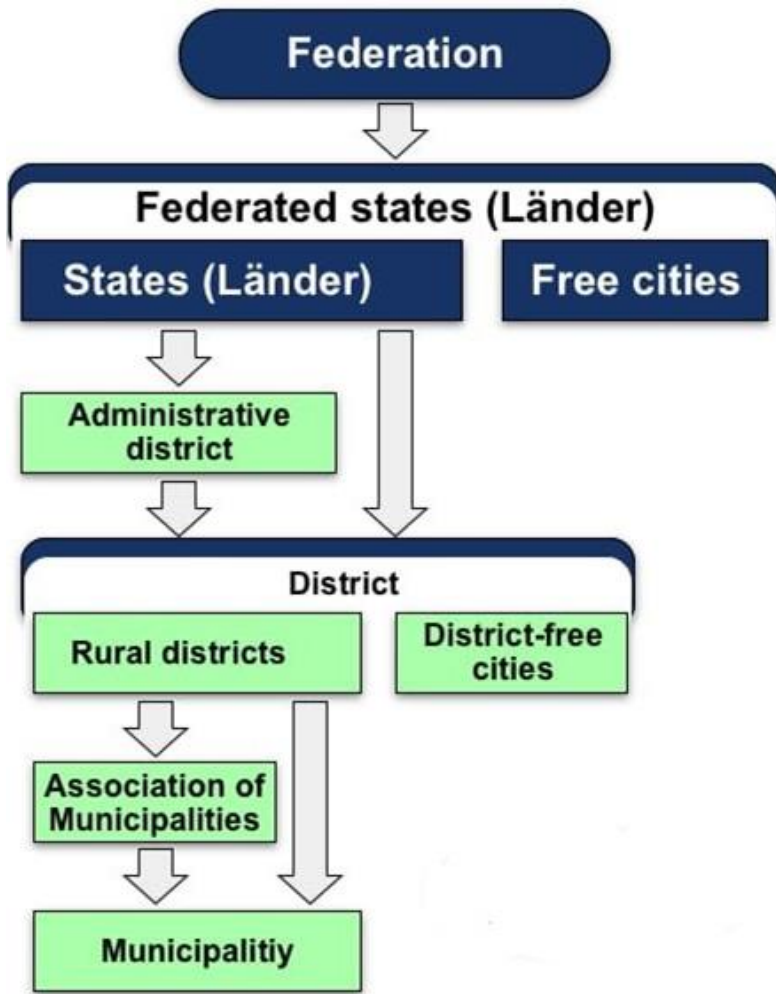 Federation
Federated states (Länder)
States (Länder)
Free cities
Administrative
district
District
Rural districts
District-free
cities
Association of
Municipalities
Municipalitiy